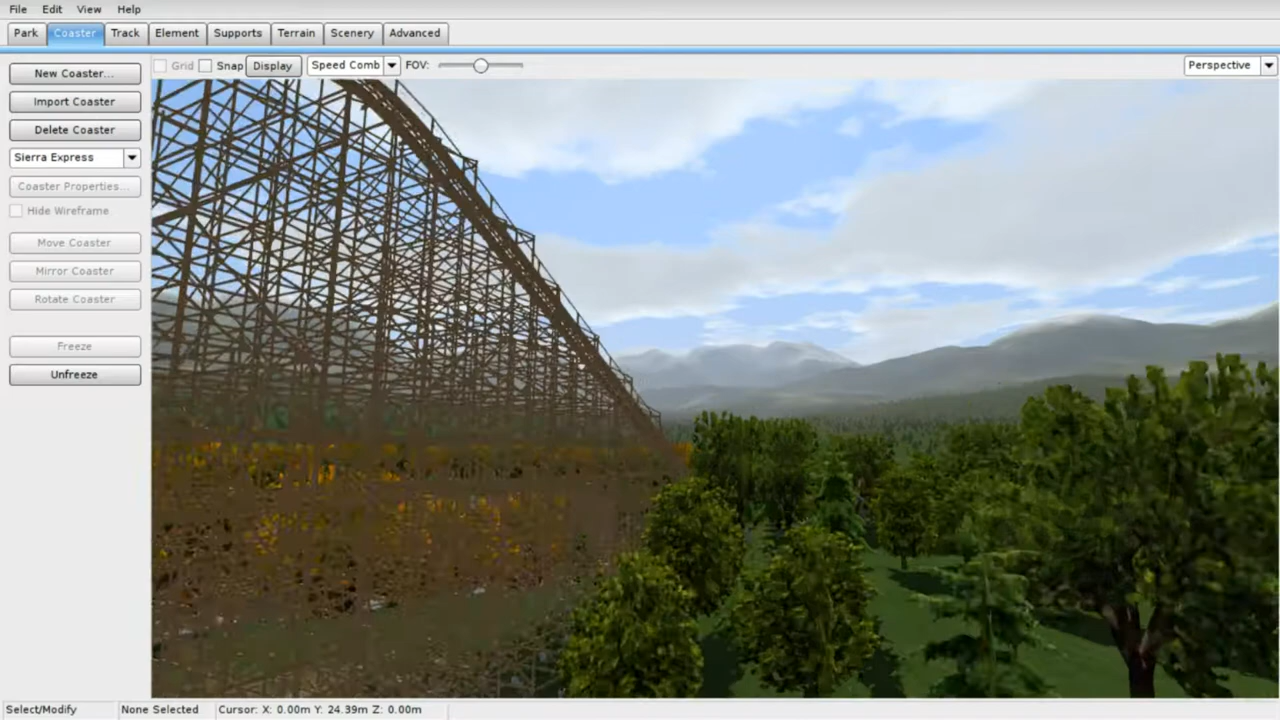 File Edit View Help
Park Coaster Track Element Supports Terrain Scenery Advanced
Grid Snap Display Speed Comb FOV: Perspective
New Coaster...
Import Coaster
Delete Coaster
Sierra Express
Coaster Properties...
Hide Wireframe
Move Coaster
Mirror Coaster
Rotate Coaster
Freeze
Unfreeze
Select/Modify None Selected Cursor: X: 0.00m Y: 24.39m Z: 0.00m